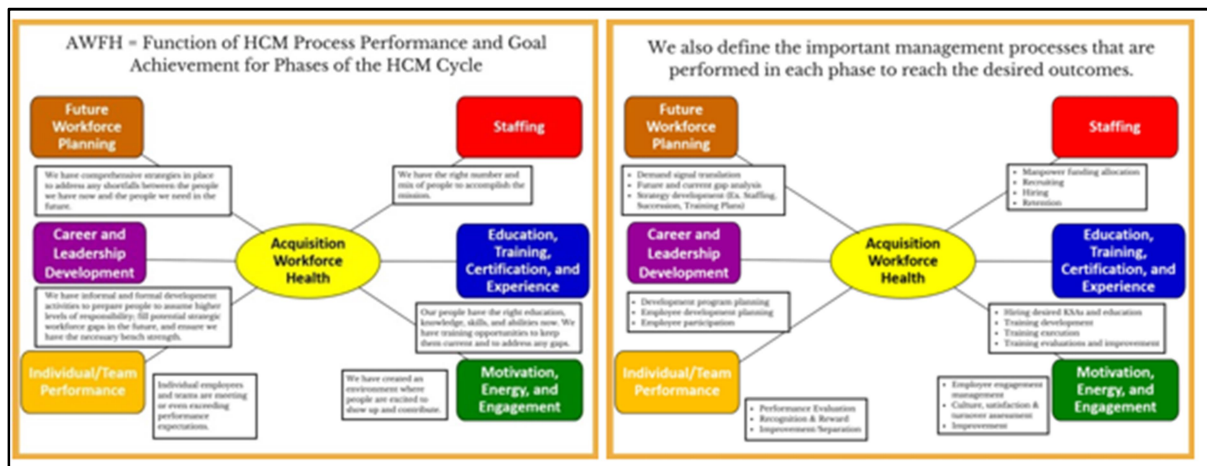 AWFH = Function of HCM Process Performance and Goal
Achievement for Phases of the HCM Cycle
Future
Workforce
Planning
Staffing
We have comprehensive strategies in place
to address any shortfalls between the people
we have now and the people we need in the
future.
We have the right number and
mix of people to accomplish the
mission.
Career and
Leadership
Development
Acquisition
Workforce
Health
Education,
Training,
Certification, and
Experience
We have informal and formal development
activities to prepare people to assume higher
levels of responsibility; fill potential strategic
workforce gaps in the future, and ensure we
have the necessary bench strength.
Our people have the right education,
knowledge, skills, and abilities now. We
have training opportunities to keep
them current and to address any gaps.
Individual/Team
Performance
Individual employees
and teams are meeting
or even exceeding
performance
expectations.
We have created an
environment where
people are excited to
show up and contribute.
Motivation,
Energy, and
Engagement
We also define the important management processes that are
performed in each phase to reach the desired outcomes.
Future
Workforce
Planning
Staffing
• Demand signal translation
• Future and current gap analysis
• Strategy development (Ex. Staffing,
Succession, Training Plans)
• Manpower funding allocation
• Recruiting
• Hiring
• Retention
Career and
Leadership
Development
Acquisition
Workforce
Health
Education,
Training,
Certification, and
Experience
• Development program planning
• Employee development planning
• Employee participation
• Hiring desired KSAs and education
• Training development
• Training execution
• Training evaluations and improvement
Individual/Team
Performance
• Performance Evaluation
• Recognition & Reward
• Improvement/Separation
• Employee engagement
management
• Culture, satisfaction &
turnover assessment
• Improvement
Motivation,
Energy, and
Engagement